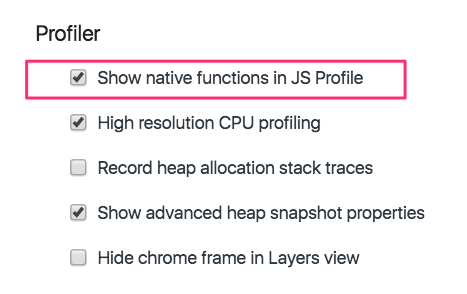 Profiler
Show native functions in JS Profile
High resolution CPU profiling
Record heap allocation stack traces
Show advanced heap snapshot properties
Hide chrome frame in Layers view